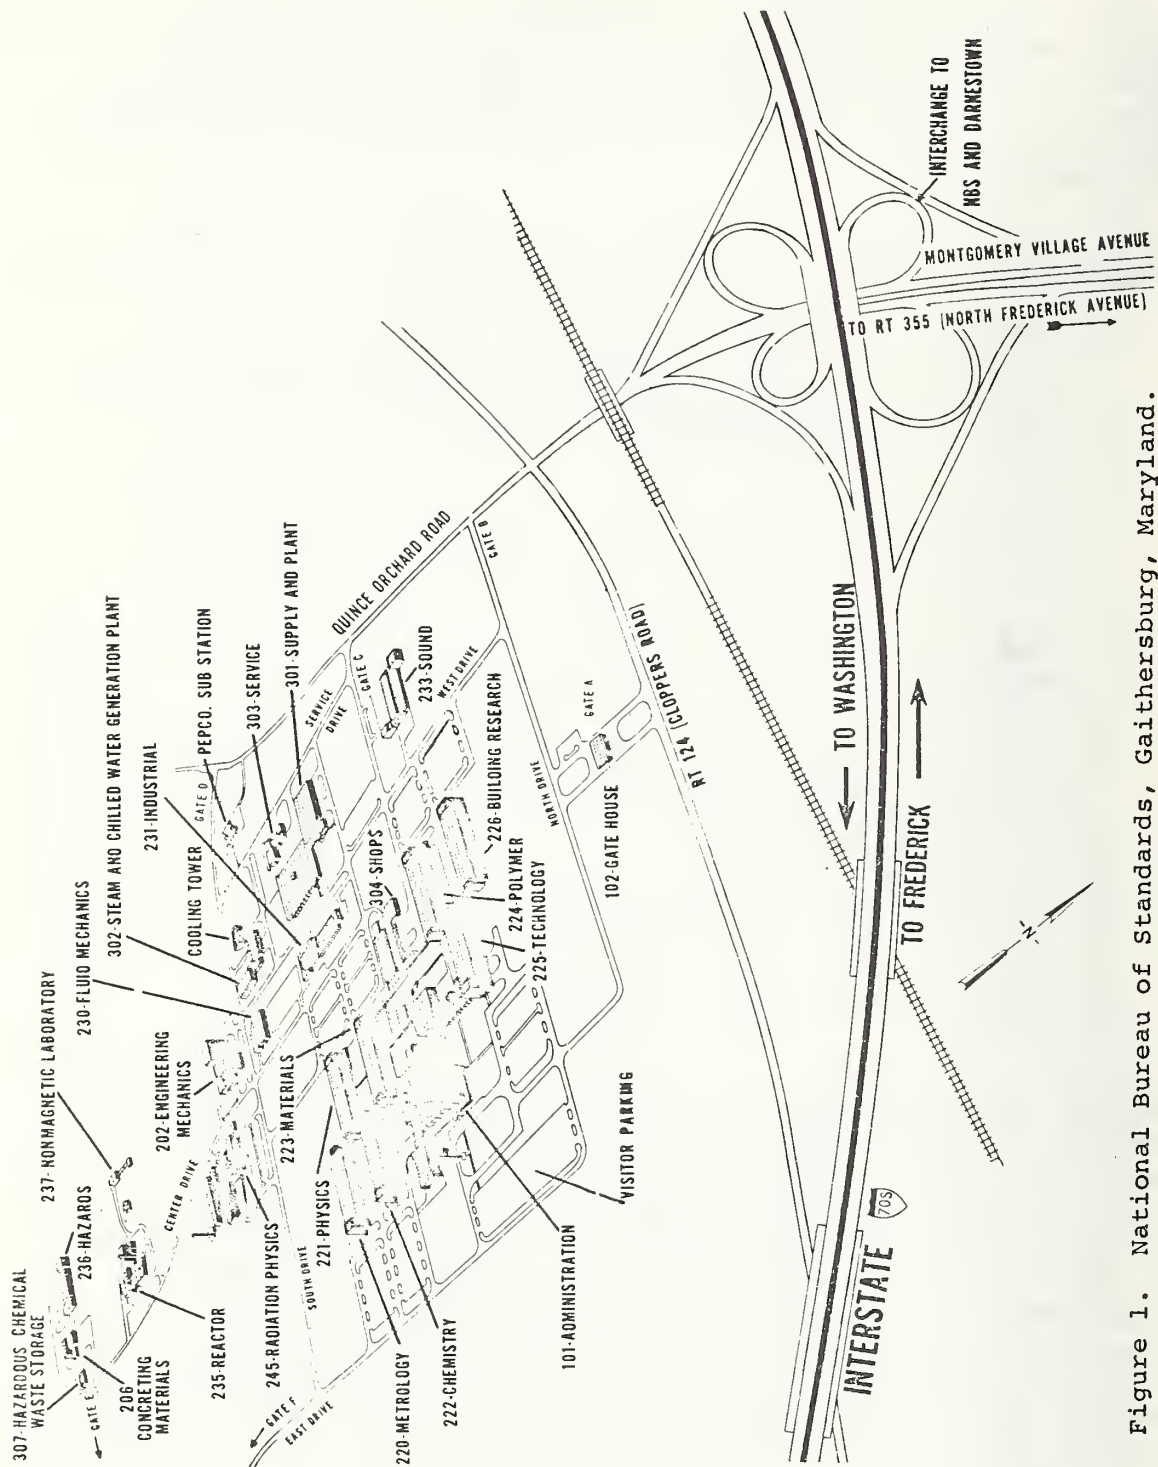 307-HAZARDOUS CHEMICAL
WASTE STORAGE
GATE E
206
CONCRETING
MATERIALS
236-HAZARDS
237-NONMAGNETIC LABORATORY
235-REACTOR
CENTER DRIVE
202-ENGINEERING
MECHANICS
230-FLUID MECHANICS
302-STEAM AND CHILLED WATER GENERATION PLANT
COOLING TOWER
231-INDUSTRIAL
PEPCO. SUB STATION
GATE D
303-SERVICE
301-SUPPLY AND PLANT
SERVICE
DRIVE
QUINCE ORCHARD ROAD
GATE C
233-SOUND
WEST DRIVE
GATE B
245-RADIATION PHYSICS
SOUTH DRIVE
GATE F
EAST DRIVE
221-PHYSICS
223-MATERIALS
304-SHOPS
226-BUILDING RESEARCH
224-POLYMER
225-TECHNOLOGY
NORTH DRIVE
GATE A
102-GATE HOUSE
220-METROLOGY
222-CHEMISTRY
101-ADMINISTRATION
VISITOR PARKING
RT 124 (CLOPPERS ROAD)
TO WASHINGTON
TO FREDERICK
N
INTERSTATE
70S
INTERCHANGE TO
NBS AND DARNESTOWN
MONTGOMERY VILLAGE AVENUE
TO RT 355 (NORTH FREDERICK AVENUE)
Figure 1. National Bureau of Standards, Gaithersburg, Maryland.